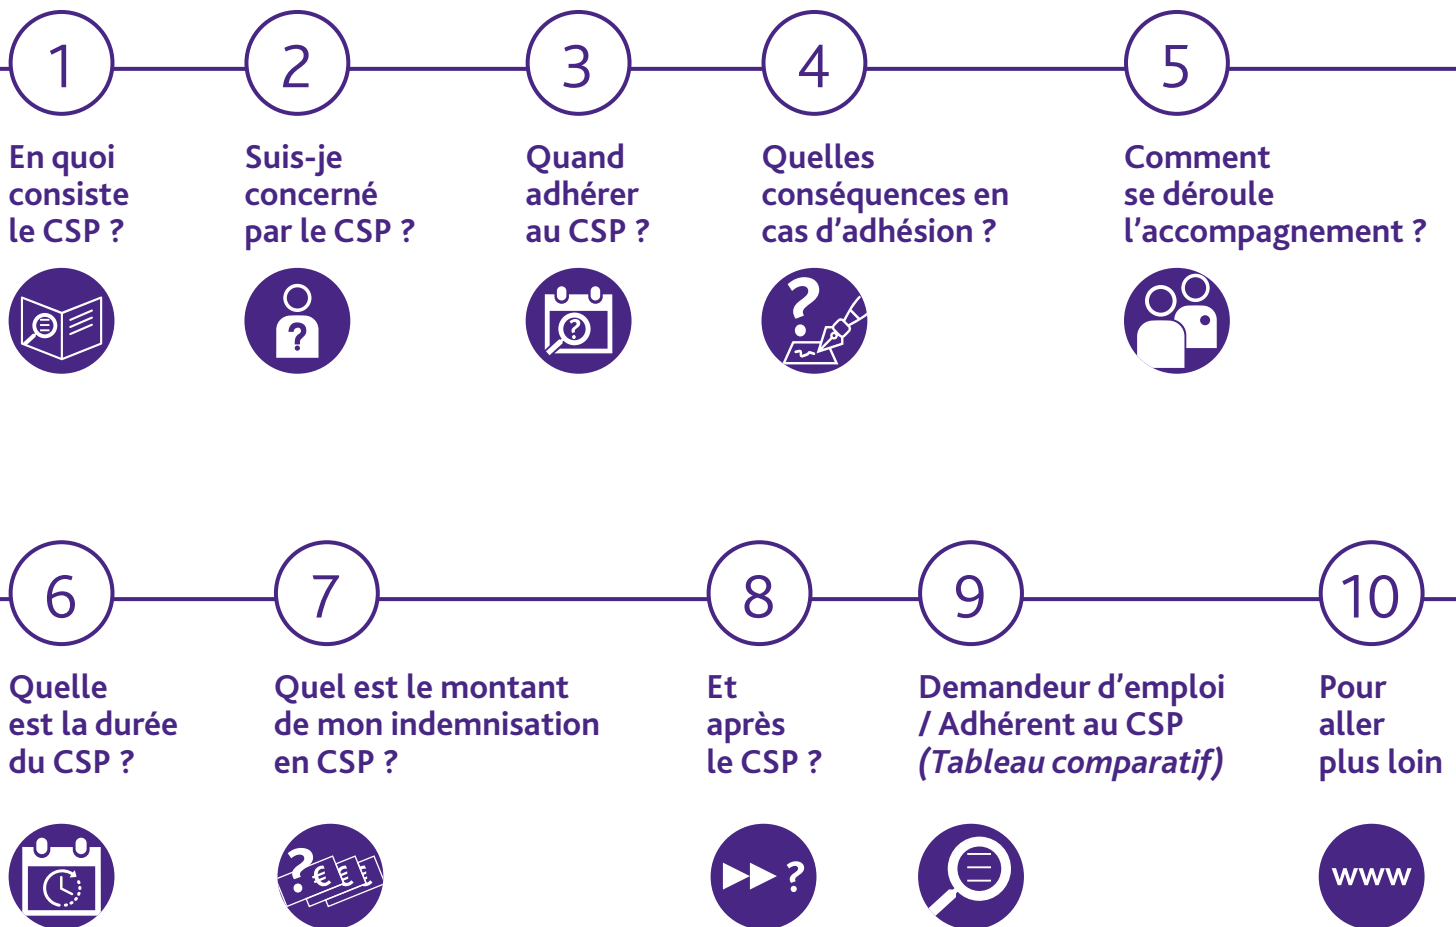 1
En quoi
consiste
le CSP ?
2
Suis-je
concerné
par le CSP ?
?
3
Quand
adhérer
au CSP ?
?
4
Quelles
conséquences en
cas d’adhésion ?
?
5
Comment
se déroule
l’accompagnement ?
6
Quelle
est la durée
du CSP ?
7
Quel est le montant
de mon indemnisation
en CSP ?
?€€€
8
Et
après
le CSP ?
?
9
Demandeur d’emploi
/ Adhérent au CSP
(Tableau comparatif)
10
Pour
aller
plus loin
www